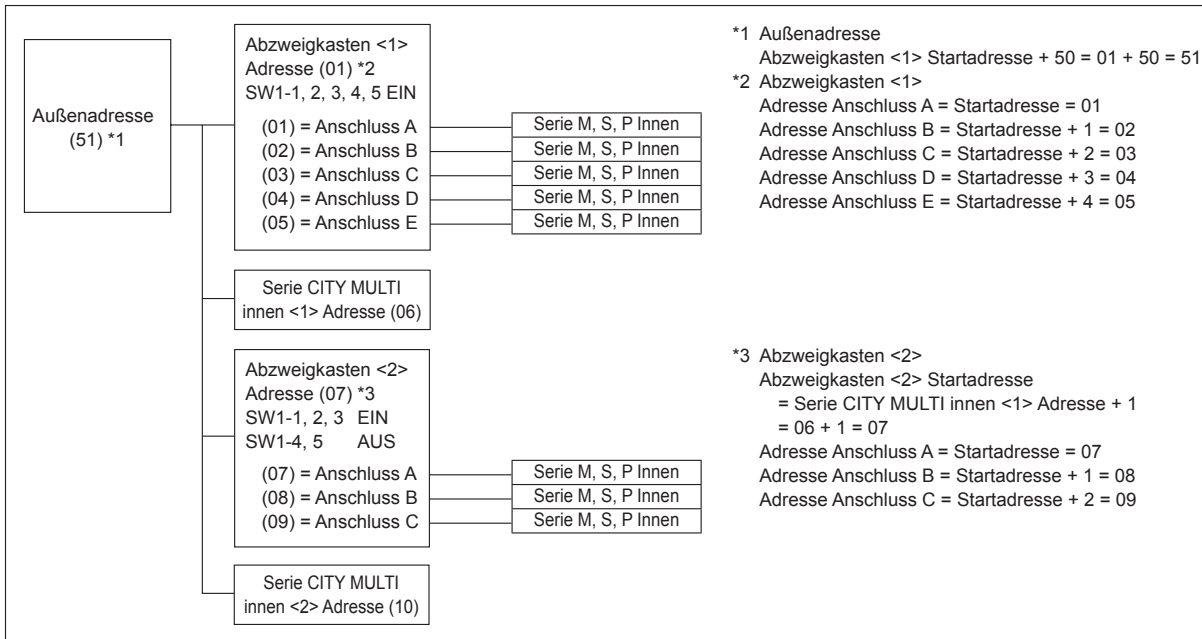 Außenadresse
(51) *1
Abzweigkasten <1>
Adresse (01) *2
SW1-1, 2, 3, 4, 5 EIN
(01) = Anschluss A
(02) = Anschluss B
(03) = Anschluss C
(04) = Anschluss D
(05) = Anschluss E
Serie M, S, P Innen
Serie M, S, P Innen
Serie M, S, P Innen
Serie M, S, P Innen
Serie M, S, P Innen
Serie CITY MULTI
innen <1> Adresse (06)
Abzweigkasten <2>
Adresse (07) *3
SW1-1, 2, 3 EIN
SW1-4, 5 AUS
(07) = Anschluss A
(08) = Anschluss B
(09) = Anschluss C
Serie M, S, P Innen
Serie M, S, P Innen
Serie M, S, P Innen
Serie CITY MULTI
innen <2> Adresse (10)
*1 Außenadresse
Abzweigkasten <1> Startadresse + 50 = 01 + 50 = 51
*2 Abzweigkasten <1>
Adresse Anschluss A = Startadresse = 01
Adresse Anschluss B = Startadresse + 1 = 02
Adresse Anschluss C = Startadresse + 2 = 03
Adresse Anschluss D = Startadresse + 3 = 04
Adresse Anschluss E = Startadresse + 4 = 05
*3 Abzweigkasten <2>
Abzweigkasten <2> Startadresse
= Serie CITY MULTI innen <1> Adresse + 1
= 06 + 1 = 07
Adresse Anschluss A = Startadresse = 07
Adresse Anschluss B = Startadresse + 1 = 08
Adresse Anschluss C = Startadresse + 2 = 09